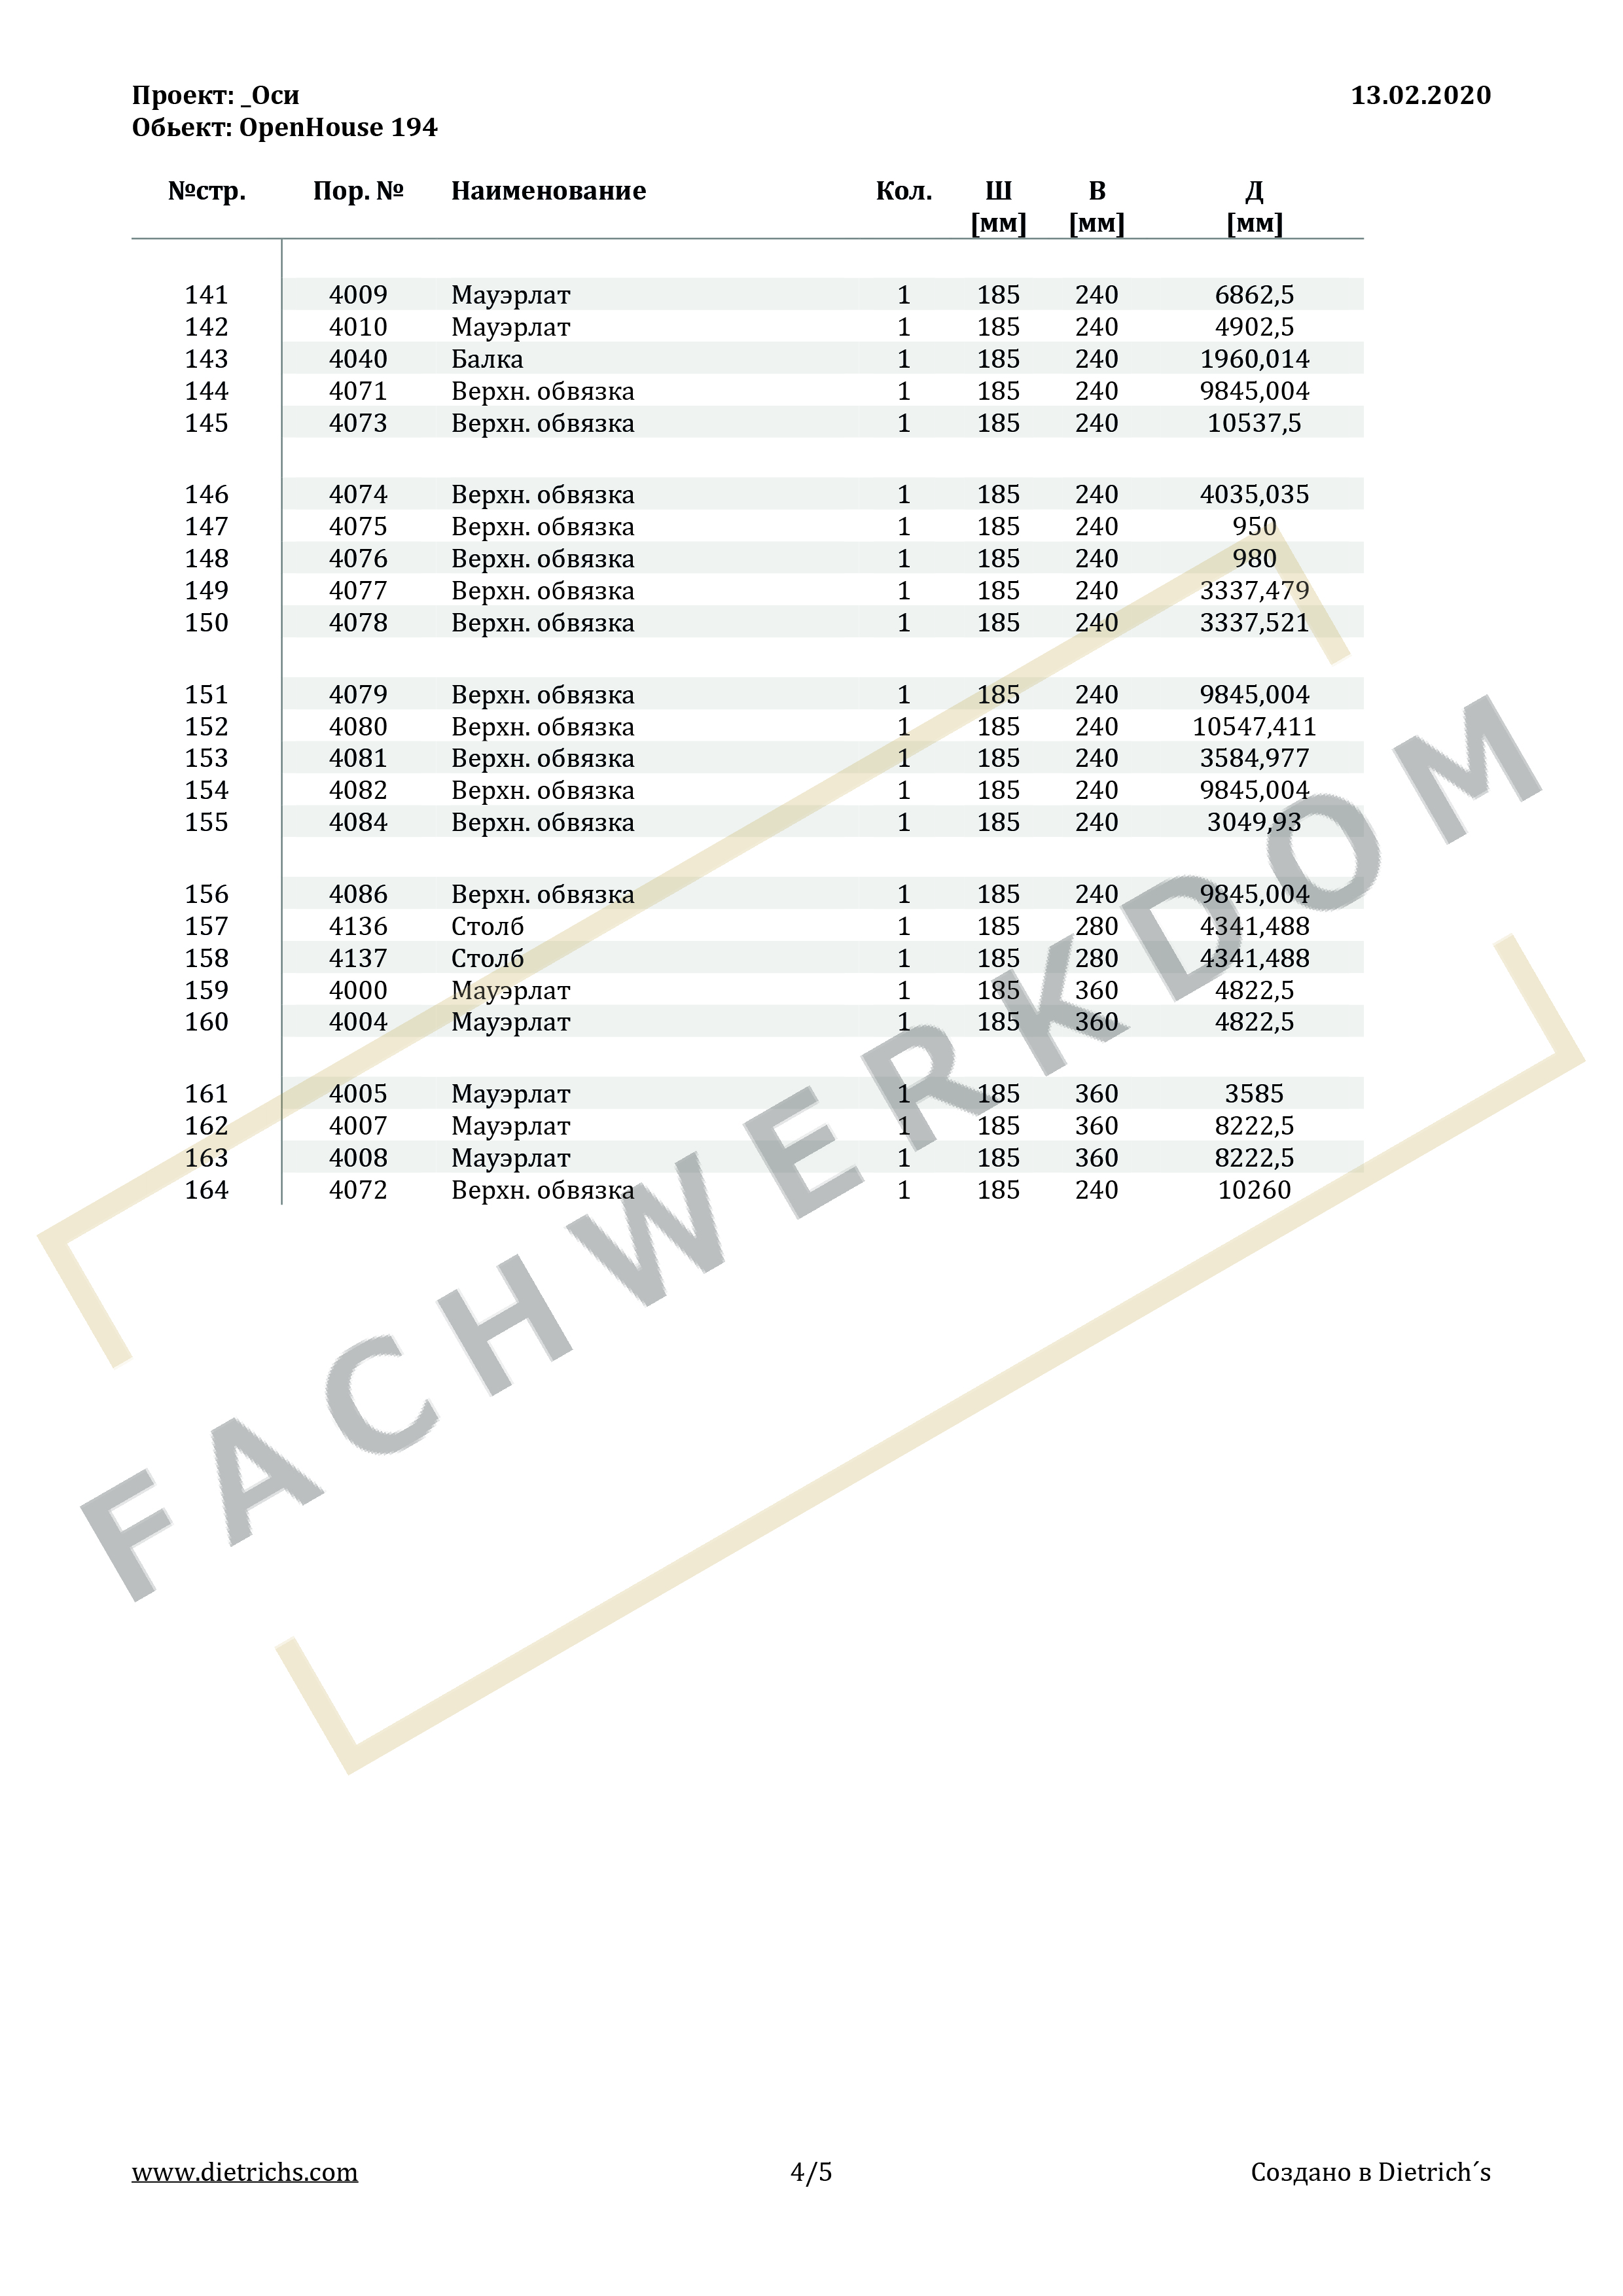 Проект: _Оси 13.02.2020
Обьект: OpenHouse 194
№стр. Пор. № Наименование Кол. Ш В Д
[мм] [мм] [мм]
141 4009 Мауэрлат 1 185 240 6862,5
142 4010 Мауэрлат 1 185 240 4902,5
143 4040 Балка 1 185 240 1960,014
144 4071 Верхн. обвязка 1 185 240 9845,004
145 4073 Верхн. обвязка 1 185 240 10537,5
146 4074 Верхн. обвязка 1 185 240 4035,035
147 4075 Верхн. обвязка 1 185 240 950
148 4076 Верхн. обвязка 1 185 240 980
149 4077 Верхн. обвязка 1 185 240 3337,479
150 4078 Верхн. обвязка 1 185 240 3337,521
151 4079 Верхн. обвязка 1 185 240 9845,004
152 4080 Верхн. обвязка 1 185 240 10547,411
153 4081 Верхн. обвязка 1 185 240 3584,977
154 4082 Верхн. обвязка 1 185 240 9845,004
155 4084 Верхн. обвязка 1 185 240 3049,93
156 4086 Верхн. обвязка 1 185 240 9845,004
157 4136 Столб 1 185 280 4341,488
158 4137 Столб 1 185 280 4341,488
159 4000 Мауэрлат 1 185 360 4822,5
160 4004 Мауэрлат 1 185 360 4822,5
161 4005 Мауэрлат 1 185 360 3585
162 4007 Мауэрлат 1 185 360 8222,5
163 4008 Мауэрлат 1 185 360 8222,5
164 4072 Верхн. обвязка 1 185 240 10260
FACHWERKDOM
www.dietrichs.com 4/5 Создано в Dietrich´s